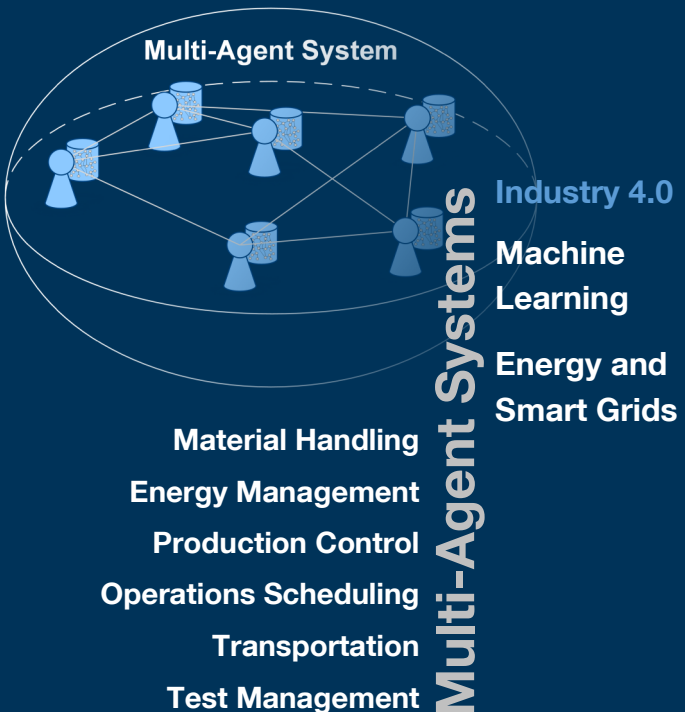 Multi-Agent System
Industry 4.0
Machine
Learning
Energy and
Smart Grids
Multi-Agent Systems
Material Handling
Energy Management
Production Control
Operations Scheduling
Transportation
Test Management